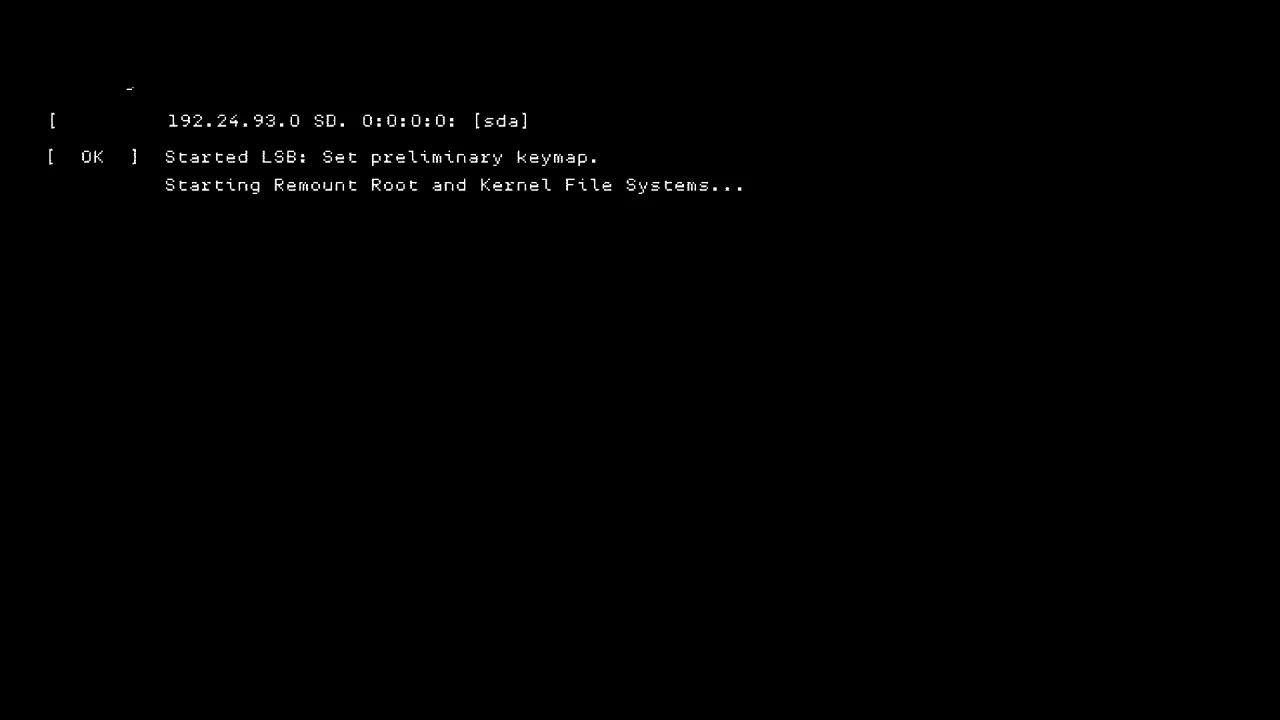 [ 192.24.93.0 SD. 0:0:0:0: [sda]
[ OK ] Started LSB: Set preliminary keymap.
Starting Remount Root and Kernel File Systems...